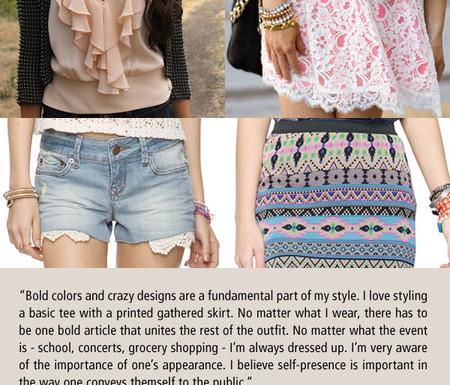 "Bold colors and crazy designs are a fundamental part of my style. I love styling
a basic tee with a printed gathered skirt. No matter what I wear, there has to
be one bold article that unites the rest of the outfit. No matter what the event
is - school, concerts, grocery shopping - I'm always dressed up. I'm very aware
of the importance of one's appearance. I believe self-presence is important in
the way one conveys themself to the public."